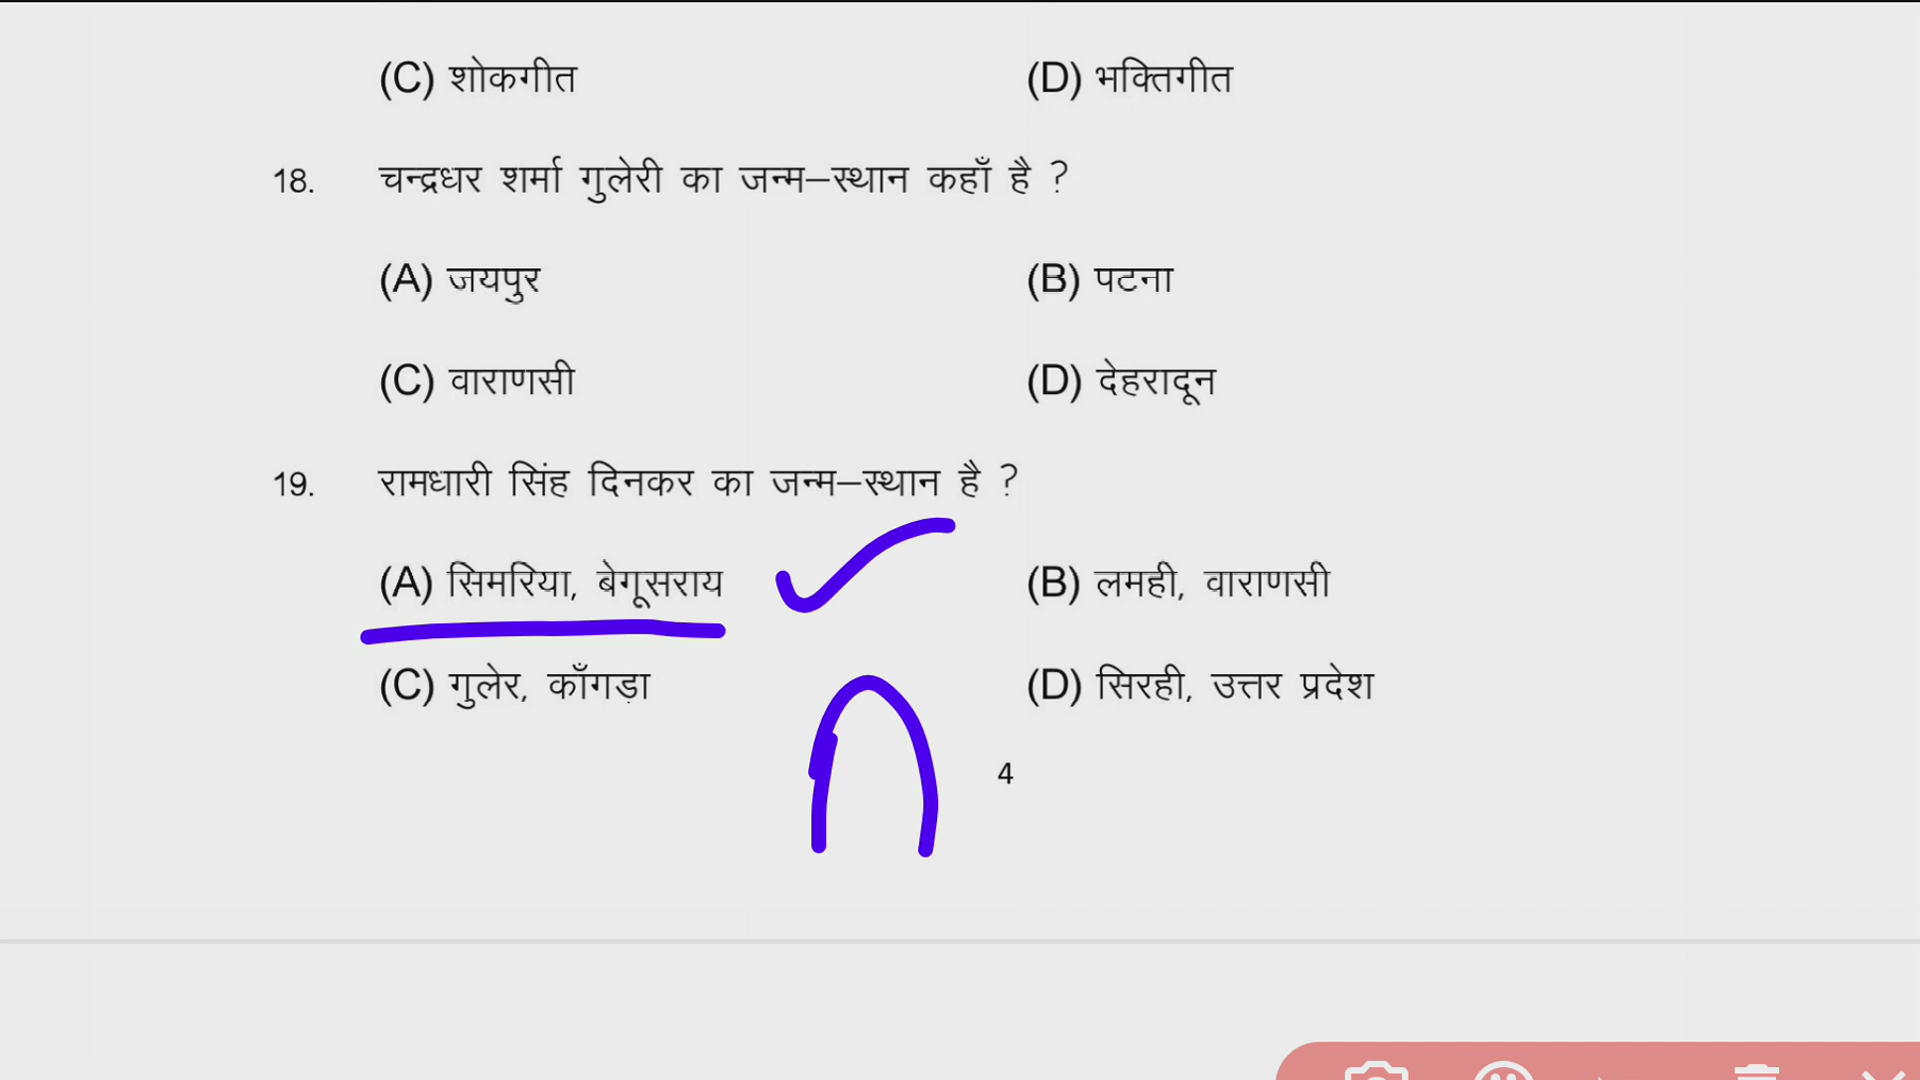 (C) शोकगीत (D) भक्तिगीत
18. चन्द्रधर शर्मा गुलेरी का जन्म–स्थान कहाँ है ?
(A) जयपुर (B) पटना
(C) वाराणसी (D) देहरादून
19. रामधारी सिंह दिनकर का जन्म–स्थान है ?
(A) सिमरिया, बेगूसराय (B) लमही, वाराणसी
(C) गुलेर, काँगड़ा (D) सिरही, उत्तर प्रदेश
4